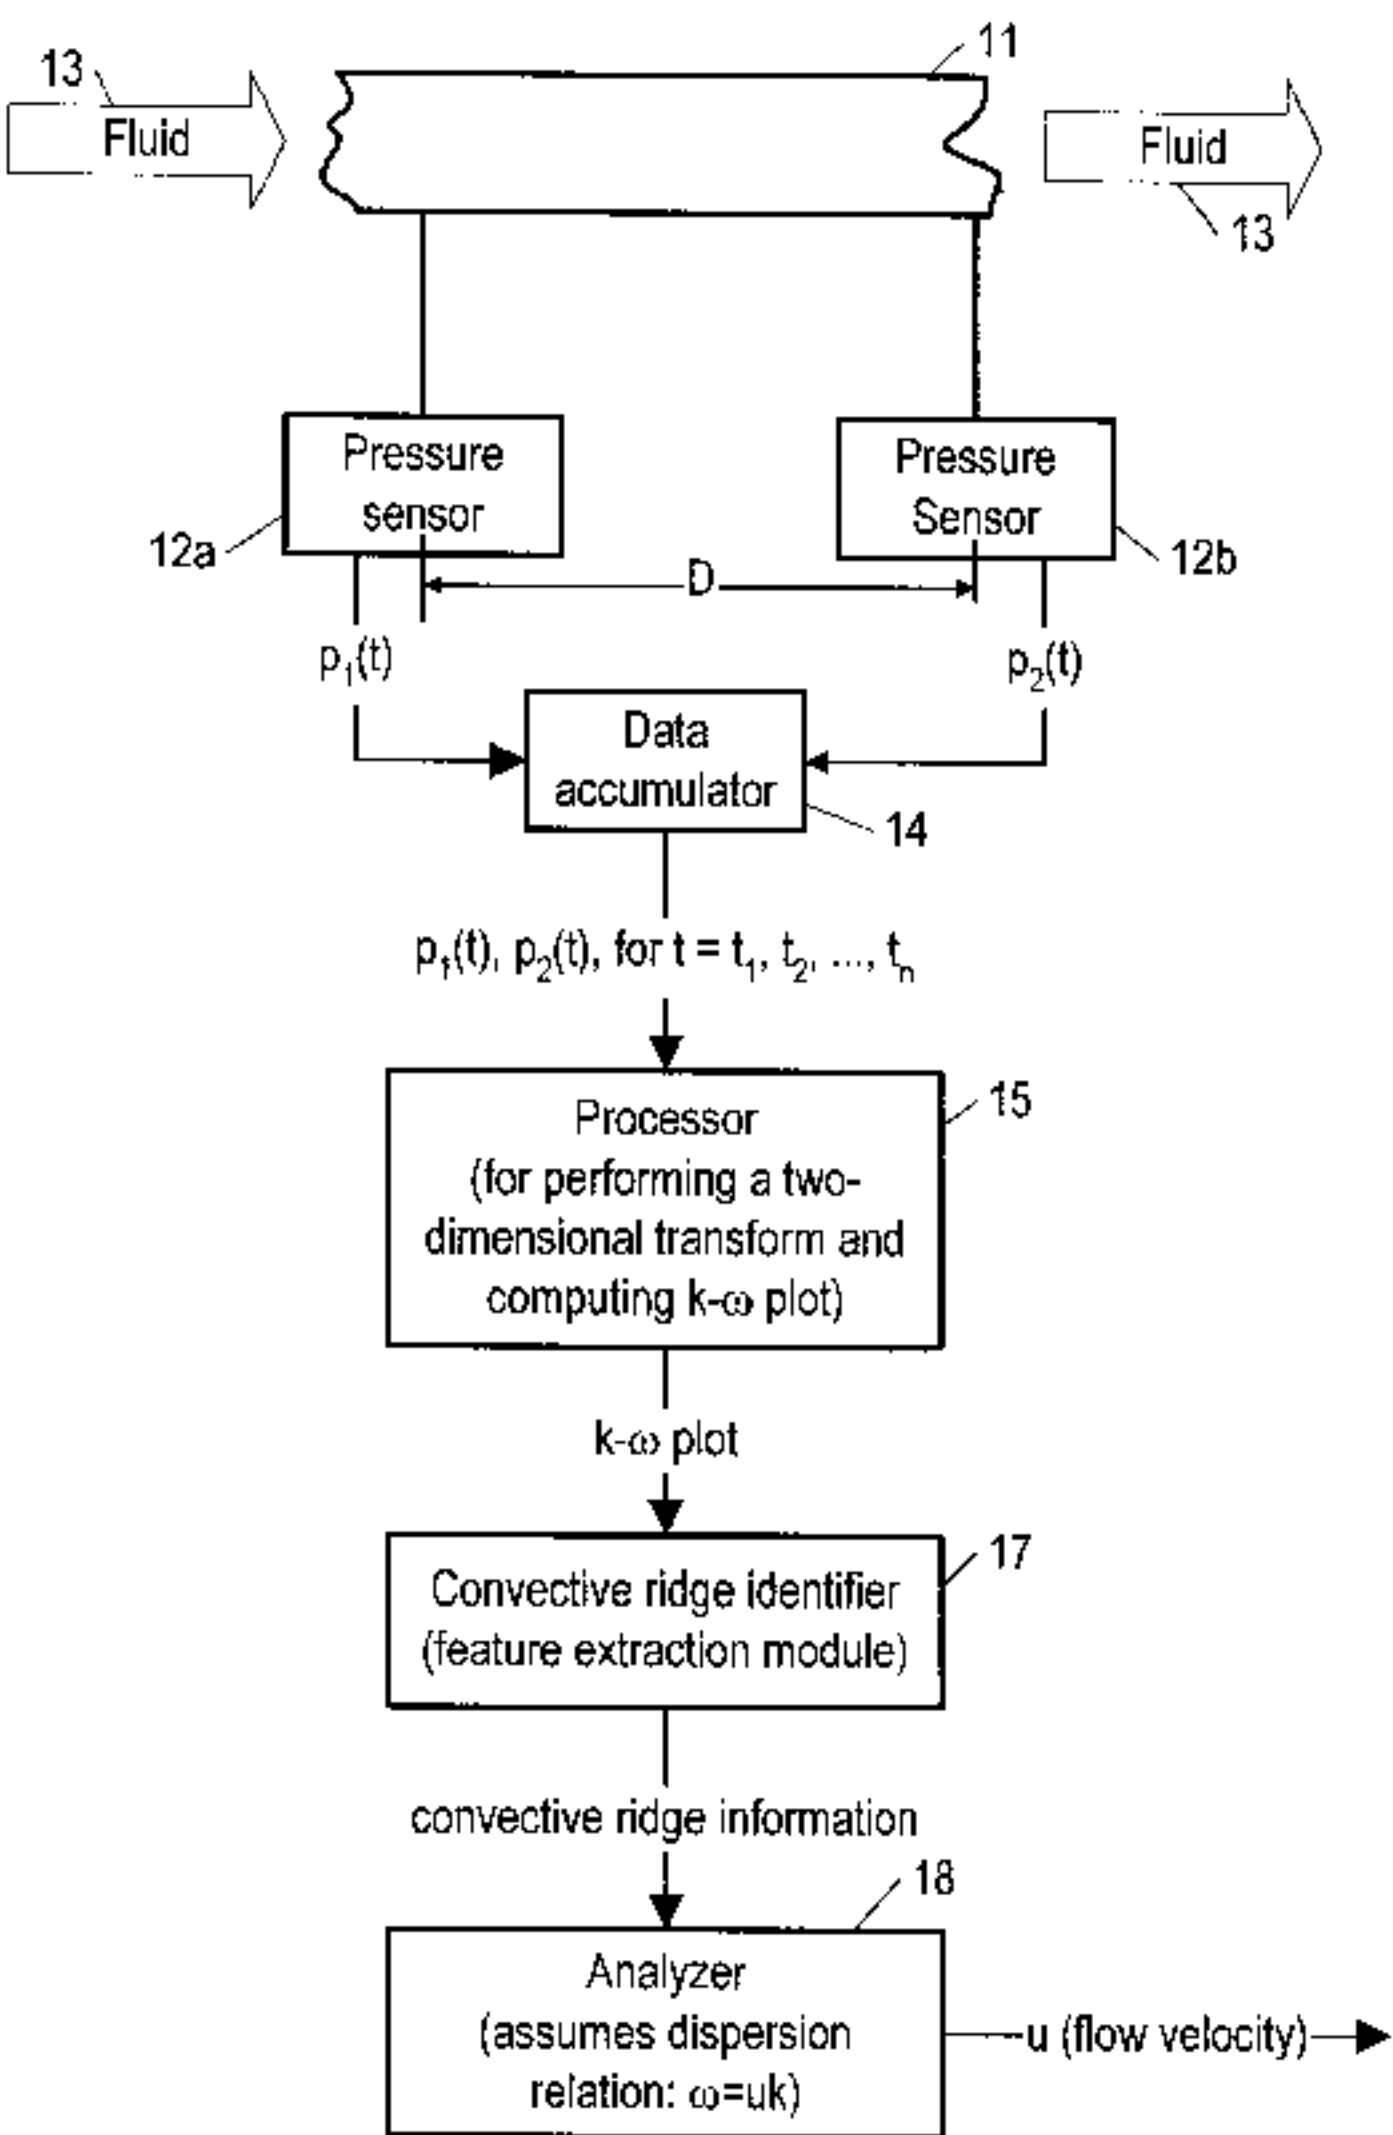 11
13
Fluid
Fluid
13
Pressure
sensor
Pressure
Sensor
12a
12b
D
p₁(t)
p₂(t)
Data
accumulator
14
p₁(t), p₂(t), for t = t₁, t₂, ..., tₙ
15
Processor
(for performing a two-
dimensional transform and
computing k-ω plot)
k-ω plot
17
Convective ridge identifier
(feature extraction module)
convective ridge information
18
Analyzer
(assumes dispersion
relation: ω=uk)
u (flow velocity)